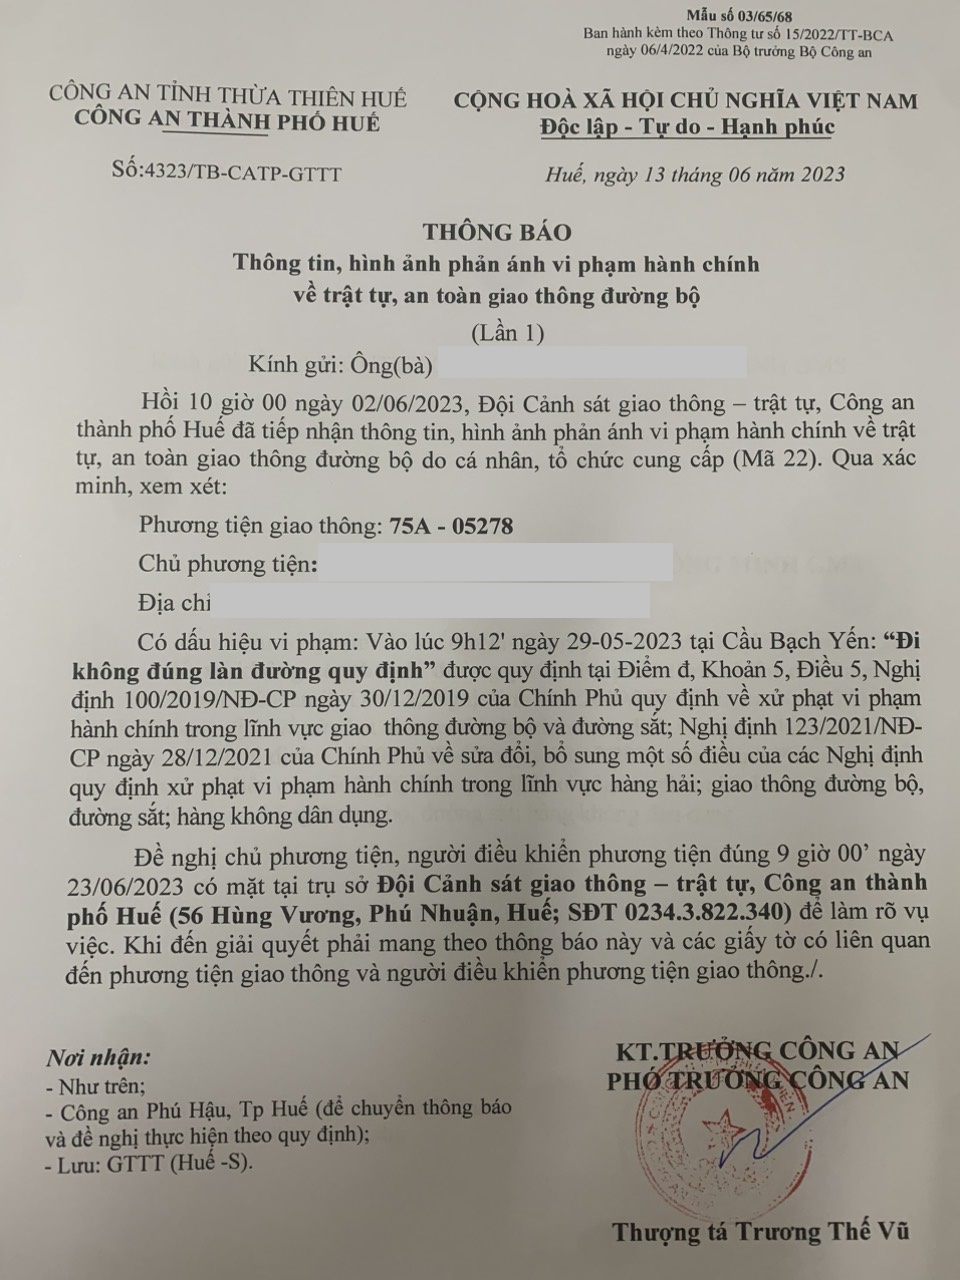 Mẫu số 03/65/68
Ban hành kèm theo Thông tư số 15/2022/TT-BCA
ngày 06/4/2022 của Bộ trưởng Bộ Công an
CÔNG AN TỈNH THỪA THIÊN HUẾ
CÔNG AN THÀNH PHỐ HUẾ
CỘNG HOÀ XÃ HỘI CHỦ NGHĨA VIỆT NAM
Độc lập - Tự do - Hạnh phúc
Số:4323/TB-CATP-GTTT
Huế, ngày 13 tháng 06 năm 2023
THÔNG BÁO
Thông tin, hình ảnh phản ánh vi phạm hành chính
về trật tự, an toàn giao thông đường bộ
(Lần 1)
Kính gửi: Ông(bà)
Hồi 10 giờ 00 ngày 02/06/2023, Đội Cảnh sát giao thông – trật tự, Công an
thành phố Huế đã tiếp nhận thông tin, hình ảnh phản ánh vi phạm hành chính về trật
tự, an toàn giao thông đường bộ do cá nhân, tổ chức cung cấp (Mã 22). Qua xác
minh, xem xét:
Phương tiện giao thông: 75A - 05278
Chủ phương tiện:
Địa chỉ
Có dấu hiệu vi phạm: Vào lúc 9h12' ngày 29-05-2023 tại Cầu Bạch Yến: “Đi
không đúng làn đường quy định” được quy định tại Điểm đ, Khoản 5, Điều 5, Nghị
định 100/2019/NĐ-CP ngày 30/12/2019 của Chính Phủ quy định về xử phạt vi phạm
hành chính trong lĩnh vực giao thông đường bộ và đường sắt; Nghị định 123/2021/NĐ-
CP ngày 28/12/2021 của Chính Phủ về sửa đổi, bổ sung một số điều của các Nghị định
quy định xử phạt vi phạm hành chính trong lĩnh vực hàng hải; giao thông đường bộ,
đường sắt; hàng không dân dụng.
Đề nghị chủ phương tiện, người điều khiển phương tiện đúng 9 giờ 00’ ngày
23/06/2023 có mặt tại trụ sở Đội Cảnh sát giao thông – trật tự, Công an thành
phố Huế (56 Hùng Vương, Phú Nhuận, Huế; SĐT 0234.3.822.340) để làm rõ vụ
việc. Khi đến giải quyết phải mang theo thông báo này và các giấy tờ có liên quan
đến phương tiện giao thông và người điều khiển phương tiện giao thông./.
Nơi nhận:
- Như trên;
- Công an Phú Hậu, Tp Huế (để chuyển thông báo
và đề nghị thực hiện theo quy định);
- Lưu: GTTT (Huế -S).
KT.TRƯỞNG CÔNG AN
PHÓ TRƯỞNG CÔNG AN
Thượng tá Trương Thế Vũ